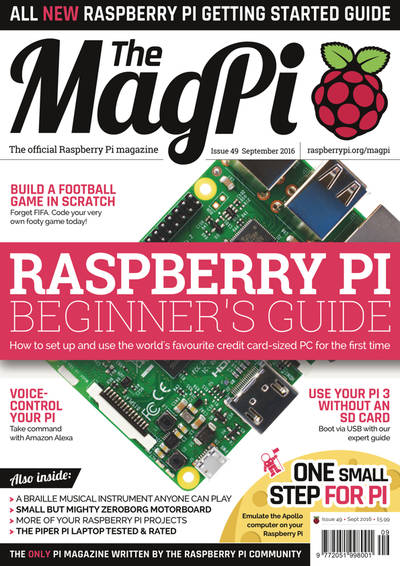 ALL NEW RASPBERRY PI GETTING STARTED GUIDE
The
MagPi
The official Raspberry Pi magazine
Issue 49 September 2016
raspberrypi.org/magpi
BUILD A FOOTBALL
GAME IN SCRATCH
Forget FIFA. Code your very
own footy game today!
RASPBERRY PI
BEGINNER'S GUIDE
How to set up and use the world's favourite credit card-sized PC for the first time
VOICE-
CONTROL
YOUR PI
Take command
with Amazon Alexa
USE YOUR PI 3
WITHOUT AN
SD CARD
Boot via USB with our
expert guide
Also inside:
> A BRAILLE MUSICAL INSTRUMENT ANYONE CAN PLAY
> SMALL BUT MIGHTY ZEROBORG MOTORBOARD
> MORE OF YOUR RASPBERRY PI PROJECTS
> THE PIPER PI LAPTOP TESTED & RATED
ONE SMALL
STEP FOR PI
Emulate the Apollo
computer on your
Raspberry Pi
Issue 49 • Sept 2016 • £5.99
09
9 772051 998001
THE ONLY PI MAGAZINE WRITTEN BY THE RASPBERRY PI COMMUNITY